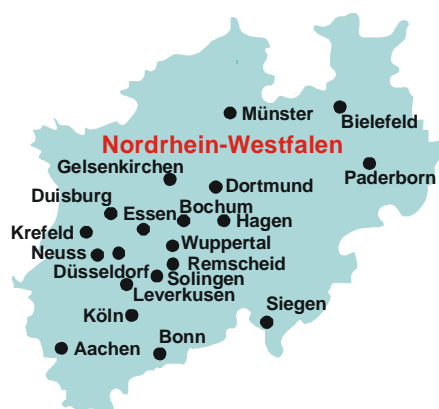 Münster
Bielefeld
Nordrhein-Westfalen
Gelsenkirchen
Paderborn
Dortmund
Duisburg
Essen
Bochum
Hagen
Krefeld
Wuppertal
Neuss
Remscheid
Düsseldorf
Solingen
Leverkusen
Siegen
Köln
Bonn
Aachen